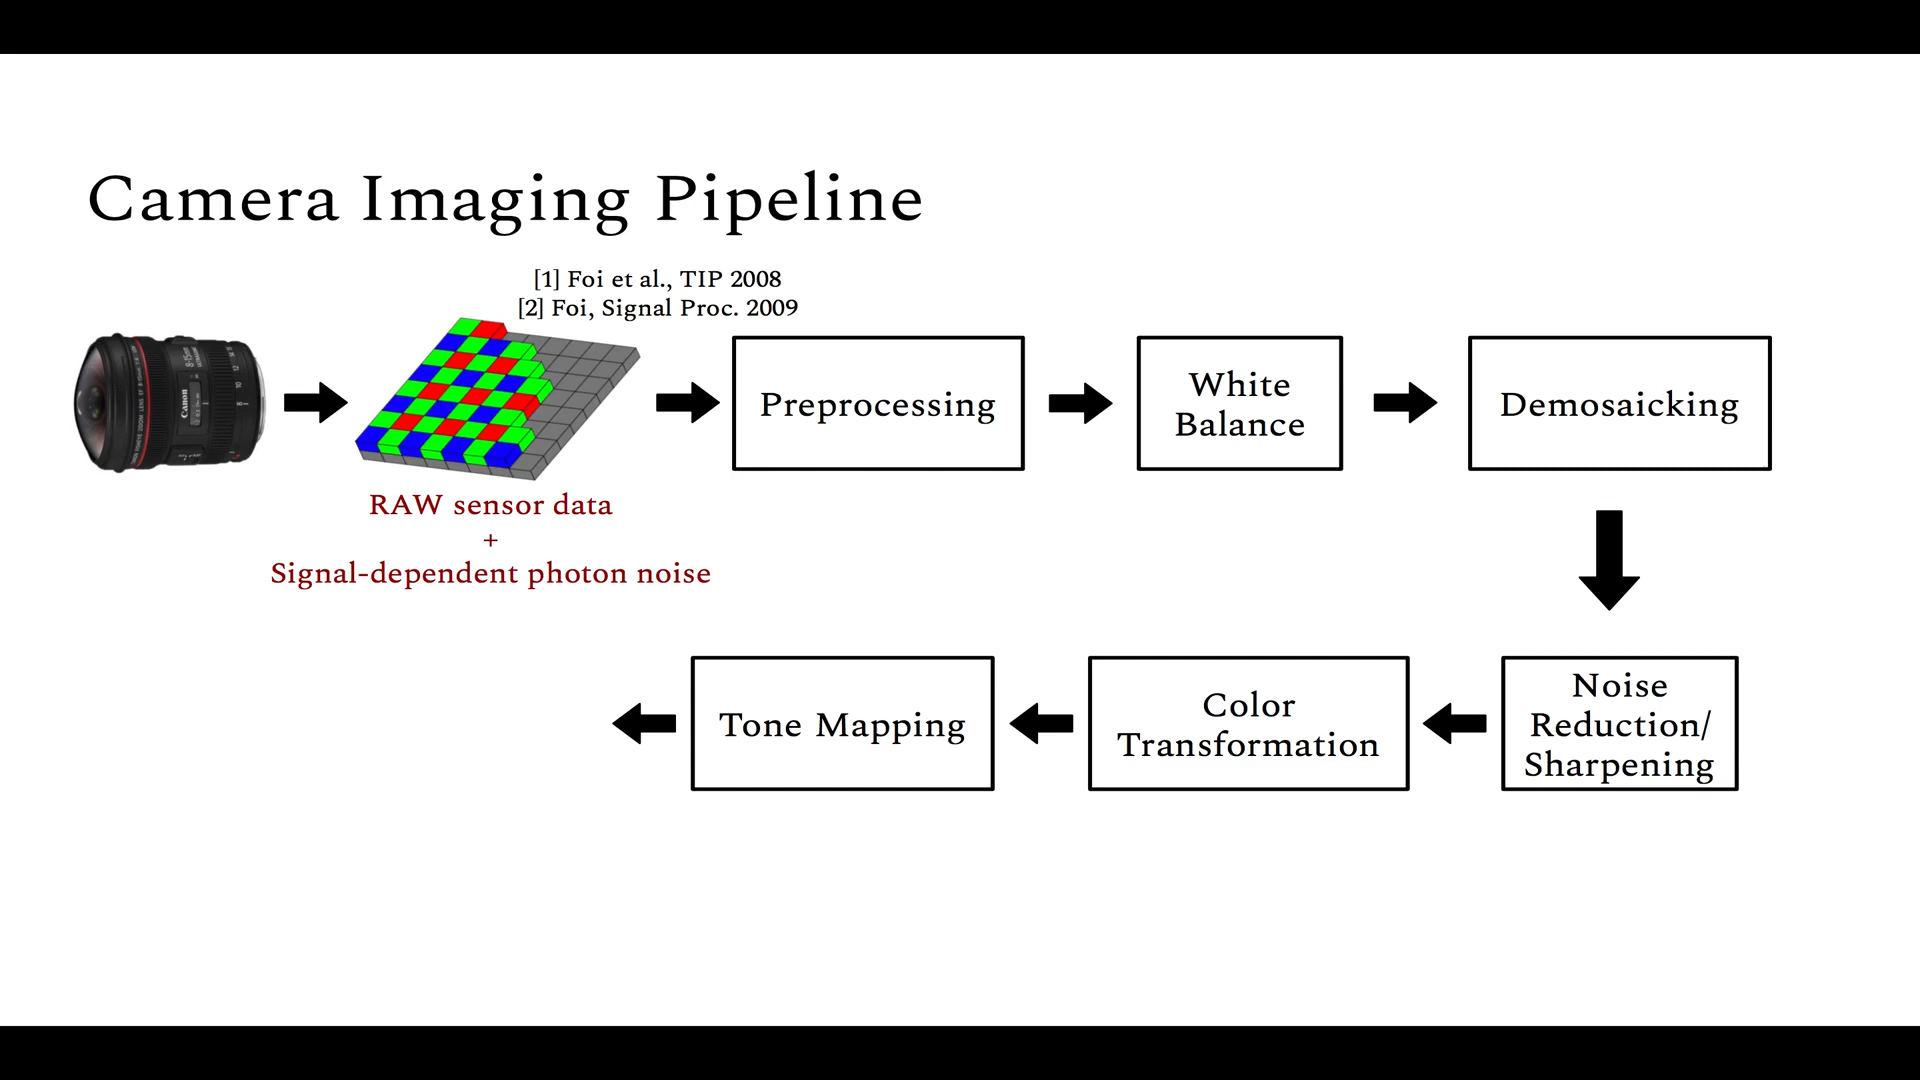 Camera Imaging Pipeline
[1] Foi et al., TIP 2008
[2] Foi, Signal Proc. 2009
Canon
Preprocessing
White
Balance
Demosaicking
RAW sensor data
+
Signal-dependent photon noise
Tone Mapping
Color
Transformation
Noise
Reduction/
Sharpening